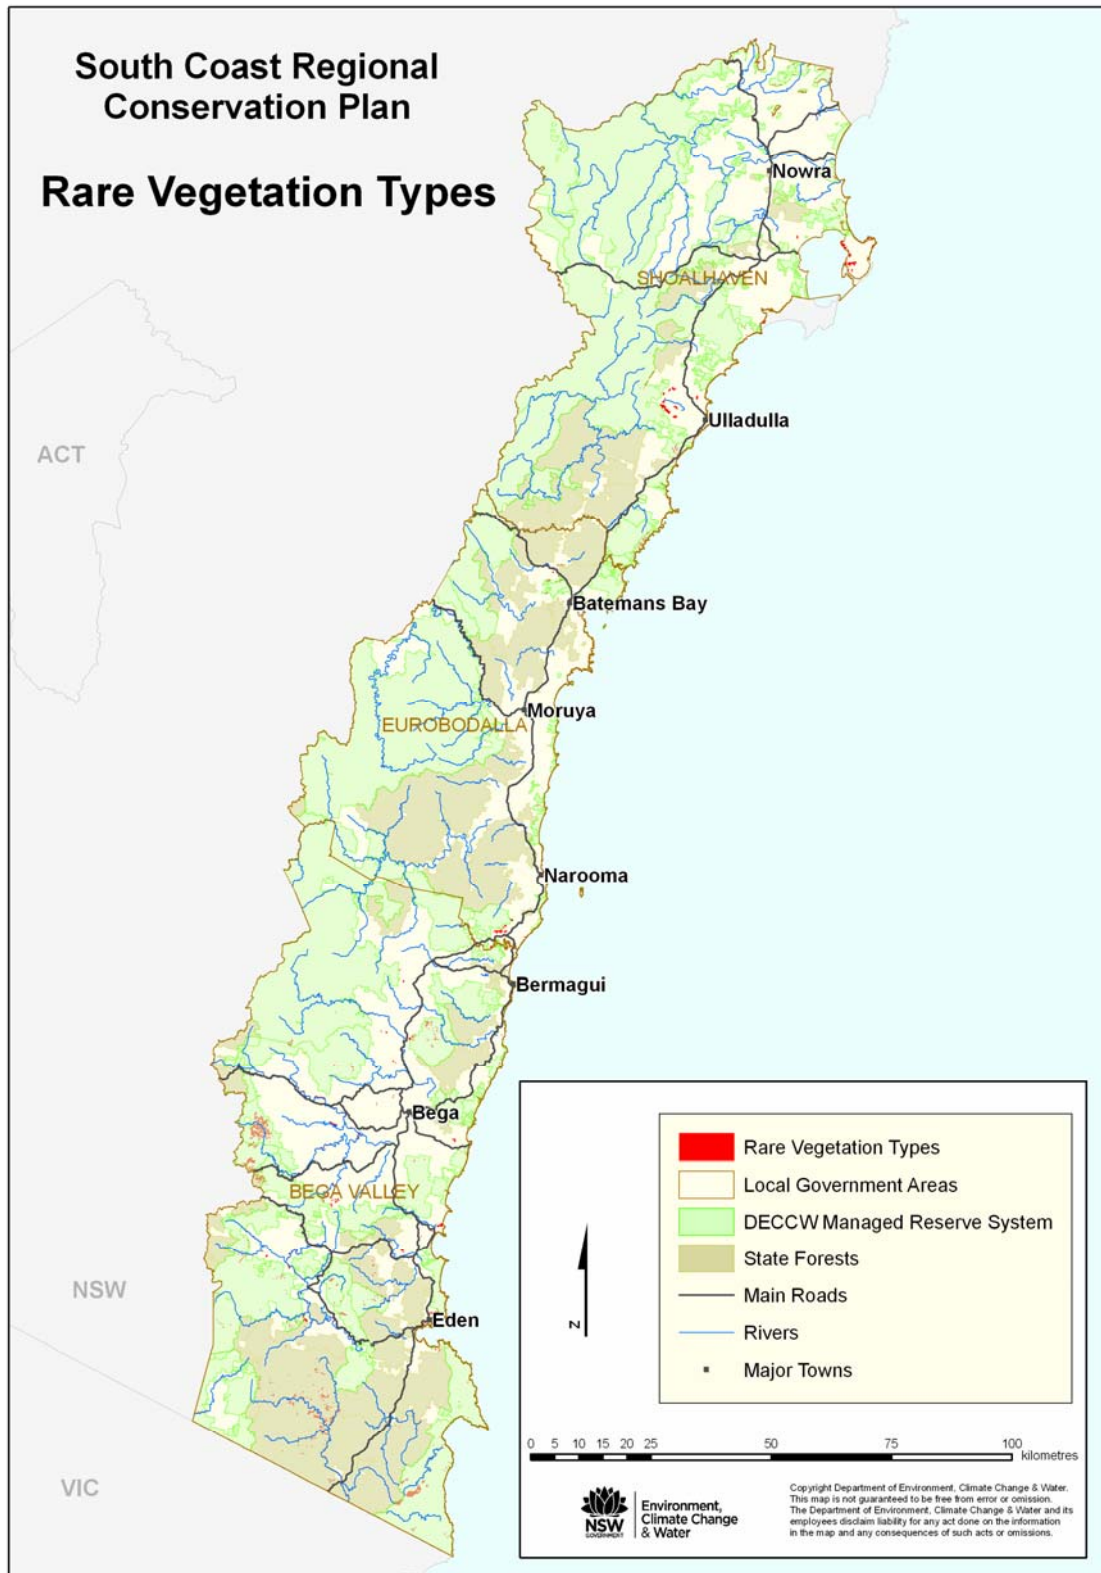 South Coast Regional
Conservation Plan
Rare Vegetation Types
Nowra
SHOALHAVEN
Ulladulla
ACT
Batemans Bay
Moruya
EUROBODALLA
Narooma
Bermagui
Bega
BEGA VALLEY
NSW
Eden
VIC
Rare Vegetation Types
Local Government Areas
DECCW Managed Reserve System
State Forests
Main Roads
Rivers
Major Towns
N
0 5 10 15 20 25 50 75 100
kilometres
NSW
GOVERNMENT
Environment,
Climate Change
& Water
Copyright Department of Environment, Climate Change & Water.
This map is not guaranteed to be free from error or omission.
The Department of Environment, Climate Change & Water and its
employees disclaim liability for any act done on the information
in the map and any consequences of such acts or omissions.